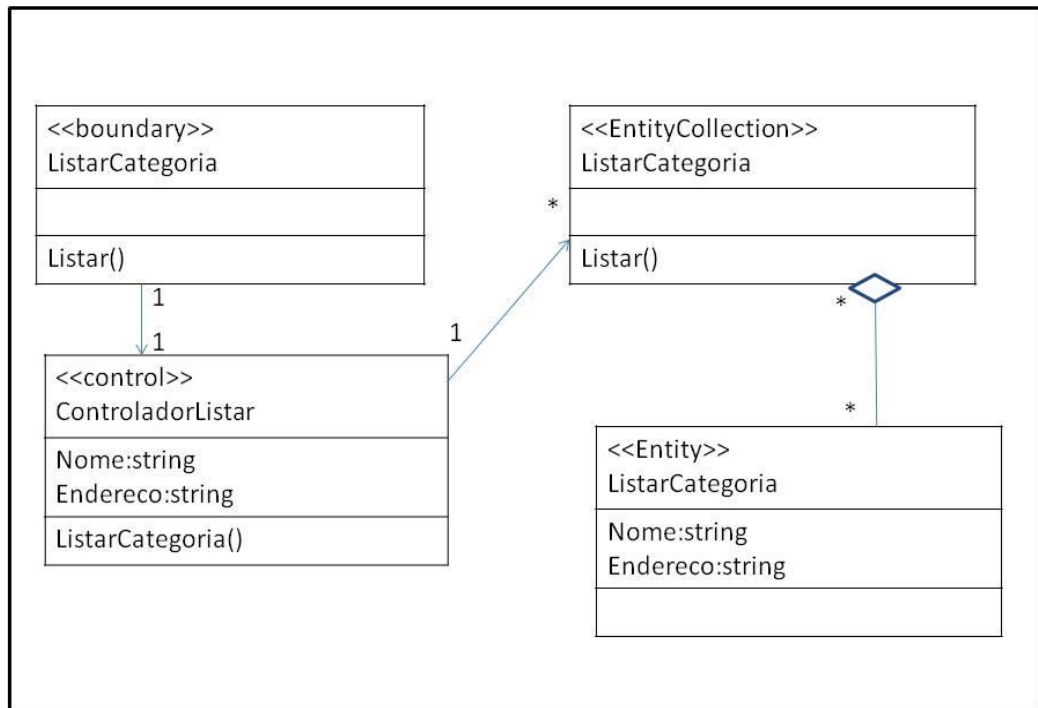 <<boundary>>
ListarCategoria
Listar()
1
1
<<control>>
ControladorListar
Nome:string
Endereco:string
ListarCategoria()
1
*
<<EntityCollection>>
ListarCategoria
Listar()
*
*
<<Entity>>
ListarCategoria
Nome:string
Endereco:string